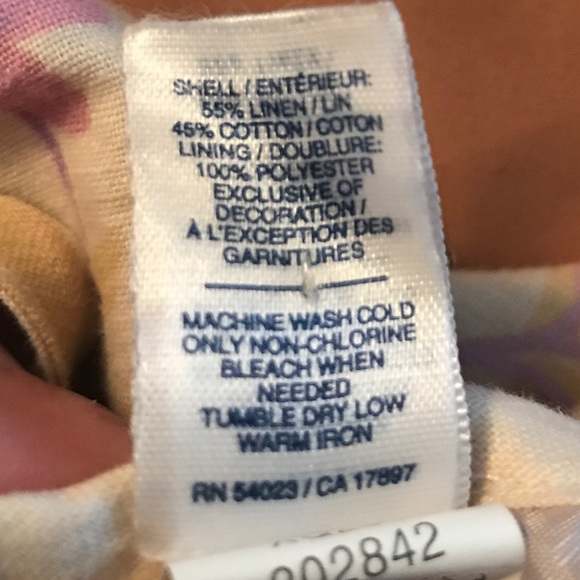 SHELL / ENTÉRIEUR:
55% LINEN / LIN
45% COTTON / COTON
LINING / DOUBLURE:
100% POLYESTER
EXCLUSIVE OF
DECORATION /
À L'EXCEPTION DES
GARNITURES
MACHINE WASH COLD
ONLY NON-CHLORINE
BLEACH WHEN
NEEDED
TUMBLE DRY LOW
WARM IRON
RN 54023 / CA 17897
002842